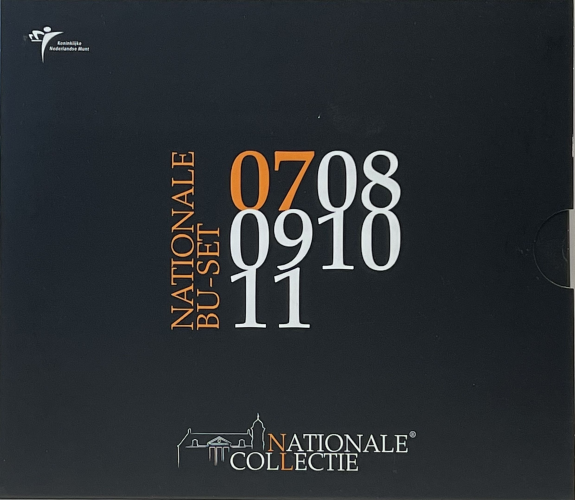 Koninklijke
Nederlandse Munt
NATIONALE
BU-SET
0708
0910
11
NATIONALE®
COLLECTIE